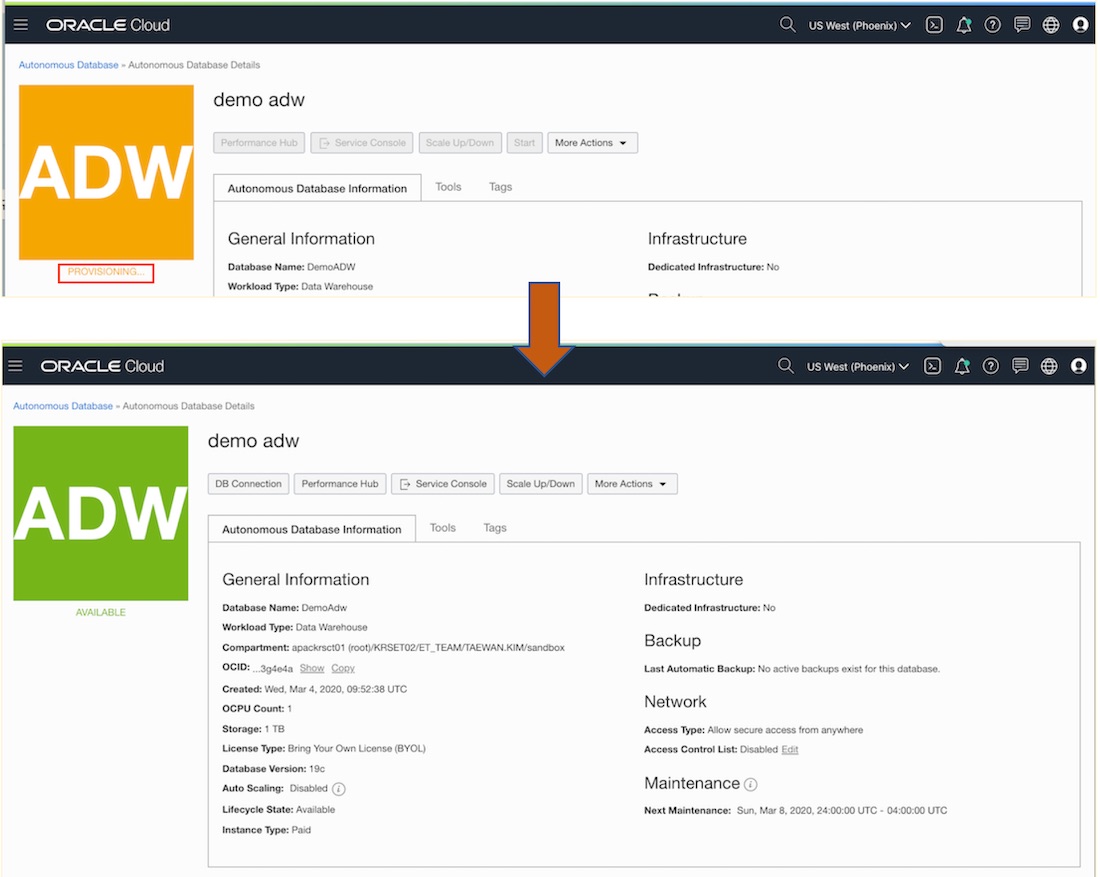 ORACLE Cloud
US West (Phoenix)
Autonomous Database » Autonomous Database Details
ADW
PROVISIONING...
demo adw
Performance Hub Service Console Scale Up/Down Start More Actions
Autonomous Database Information Tools Tags
General Information
Database Name: DemoADW
Workload Type: Data Warehouse
Infrastructure
Dedicated Infrastructure: No
ORACLE Cloud
US West (Phoenix)
Autonomous Database » Autonomous Database Details
ADW
AVAILABLE
demo adw
DB Connection Performance Hub Service Console Scale Up/Down More Actions
Autonomous Database Information Tools Tags
General Information
Database Name: DemoAdw
Workload Type: Data Warehouse
Compartment: apackrsct01 (root)/KRSET02/ET_TEAM/TAEWAN.KIM/sandbox
OCID: ...3g4e4a Show Copy
Created: Wed, Mar 4, 2020, 09:52:38 UTC
OCPU Count: 1
Storage: 1 TB
License Type: Bring Your Own License (BYOL)
Database Version: 19c
Auto Scaling: Disabled
Lifecycle State: Available
Instance Type: Paid
Infrastructure
Dedicated Infrastructure: No
Backup
Last Automatic Backup: No active backups exist for this database.
Network
Access Type: Allow secure access from anywhere
Access Control List: Disabled Edit
Maintenance
Next Maintenance: Sun, Mar 8, 2020, 24:00:00 UTC - 04:00:00 UTC